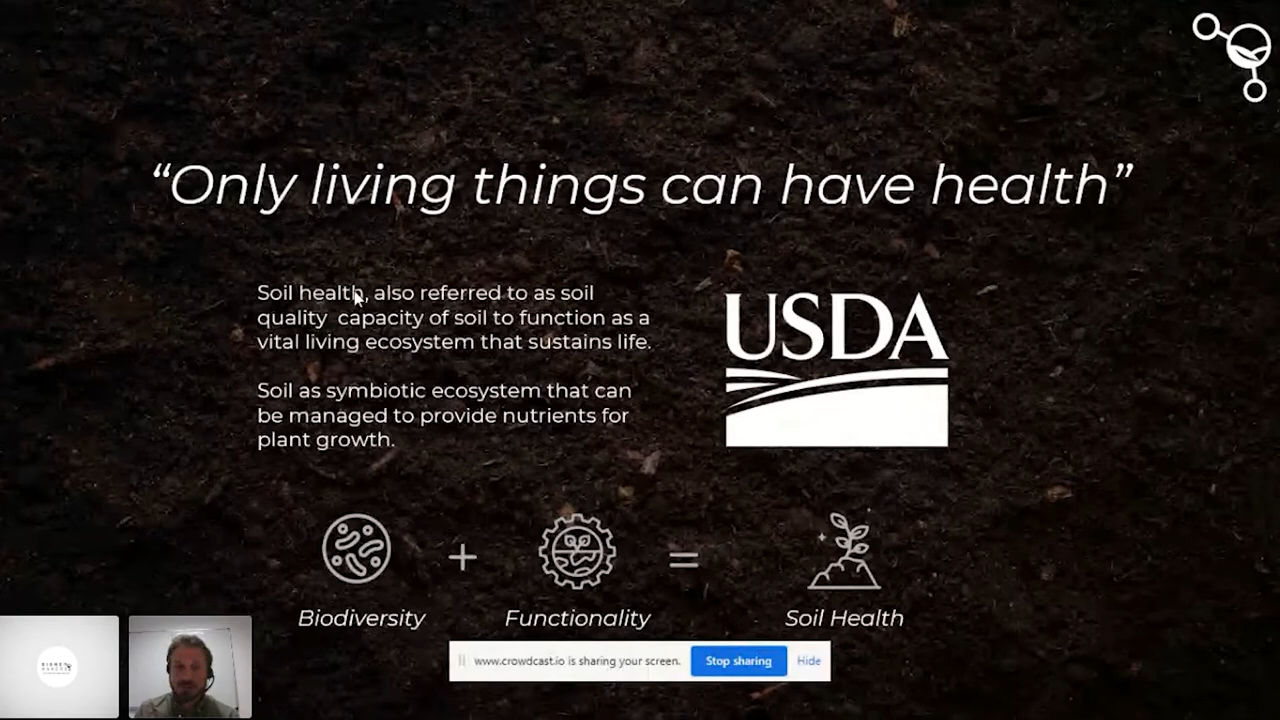 “Only living things can have health”
Soil health, also referred to as soil
quality capacity of soil to function as a
vital living ecosystem that sustains life.
Soil as symbiotic ecosystem that can
be managed to provide nutrients for
plant growth.
USDA
Biodiversity
+
Functionality
=
Soil Health
www.crowdcast.io is sharing your screen.
Stop sharing
Hide